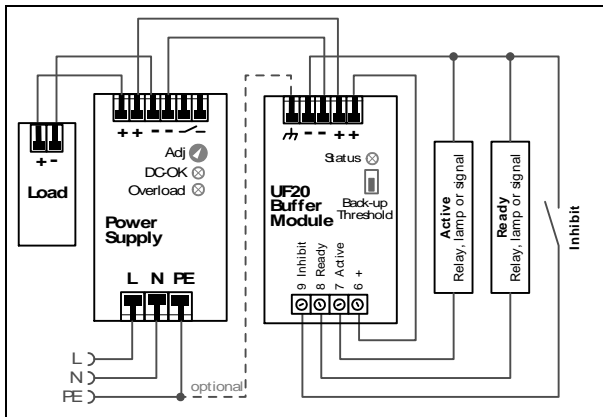 + -
Load
+ + - -
Adj
DC-OK
Overload
Power
Supply
L N PE
L
N
PE
optional
- - + +
Status
Back-up
Threshold
UF20
Buffer
Module
9 Inhibit
8 Ready
7 Active
6 +
Active
Relay, lamp or signal
Ready
Relay, lamp or signal
Inhibit